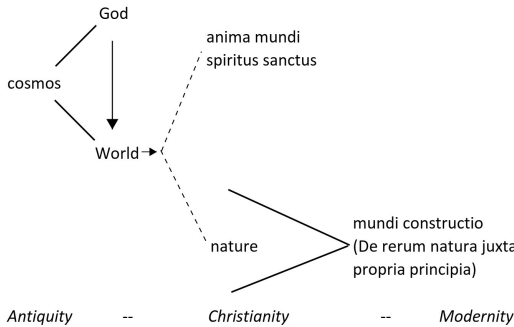 God
anima mundi
spiritus sanctus
cosmos
World
nature
mundi constructio
(De rerum natura juxta
propria principia)
Antiquity -- Christianity -- Modernity